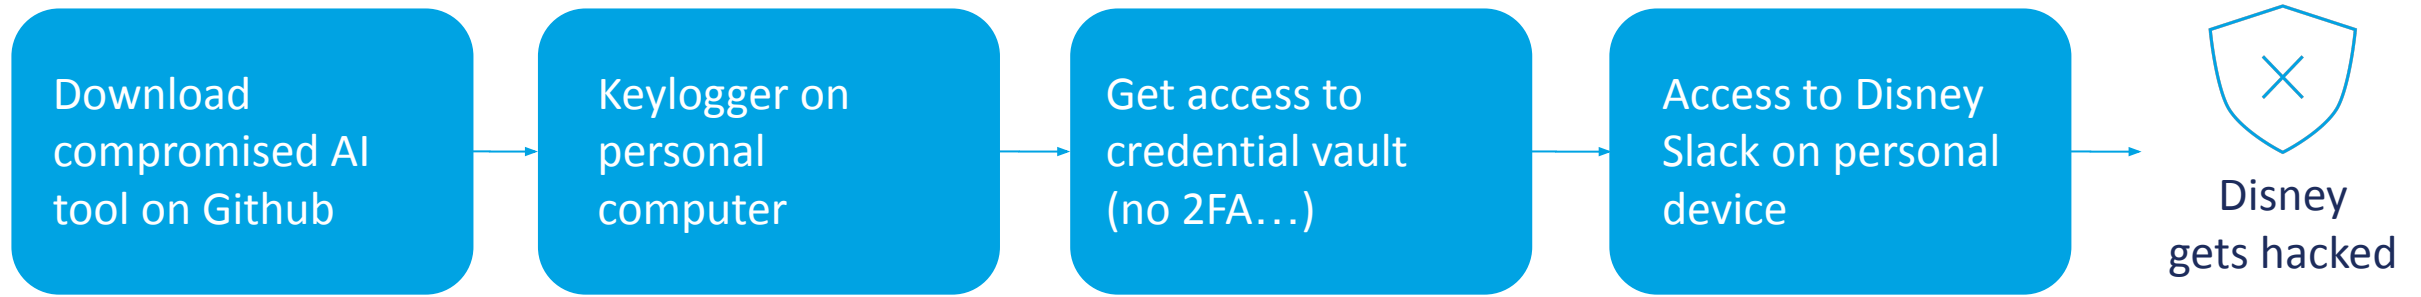 Download
compromised AI
tool on Github
Keylogger on
personal
computer
Get access to
credential vault
(no 2FA...)
Access to Disney
Slack on personal
device
Disney
gets hacked